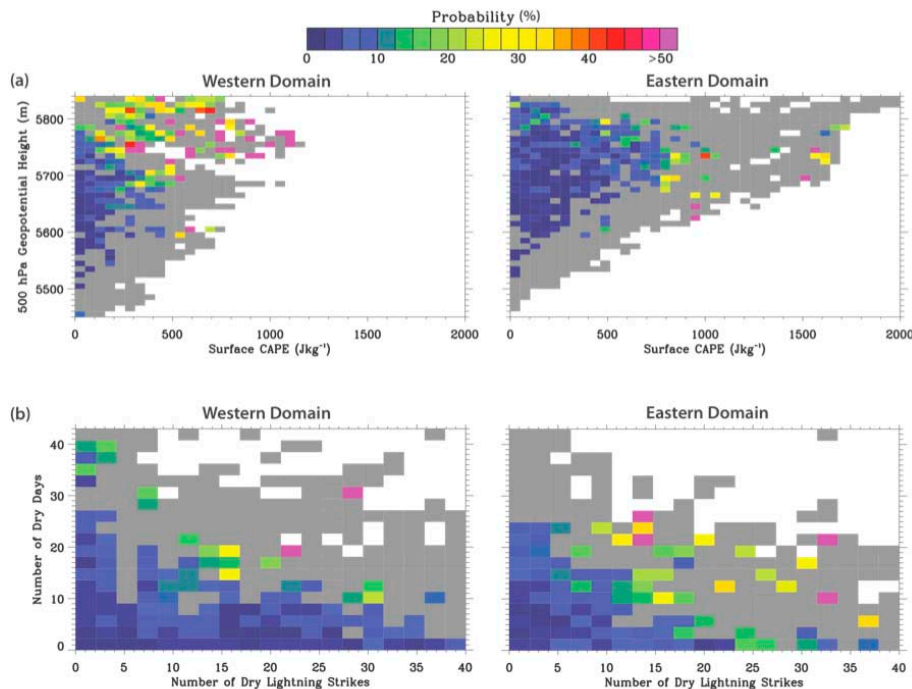 Probability (%)
0 10 20 30 40 >50
(a)
Western Domain
Eastern Domain
500 hPa Geopotential Height (m)
5800
5700
5600
5500
0 500 1000 1500 2000
0 500 1000 1500 2000
Surface CAPE (Jkg⁻¹)
Surface CAPE (Jkg⁻¹)
(b)
Western Domain
Eastern Domain
Number of Dry Days
40
30
20
10
0
0 5 10 15 20 25 30 35 40
0 5 10 15 20 25 30 35 40
Number of Dry Lightning Strikes
Number of Dry Lightning Strikes